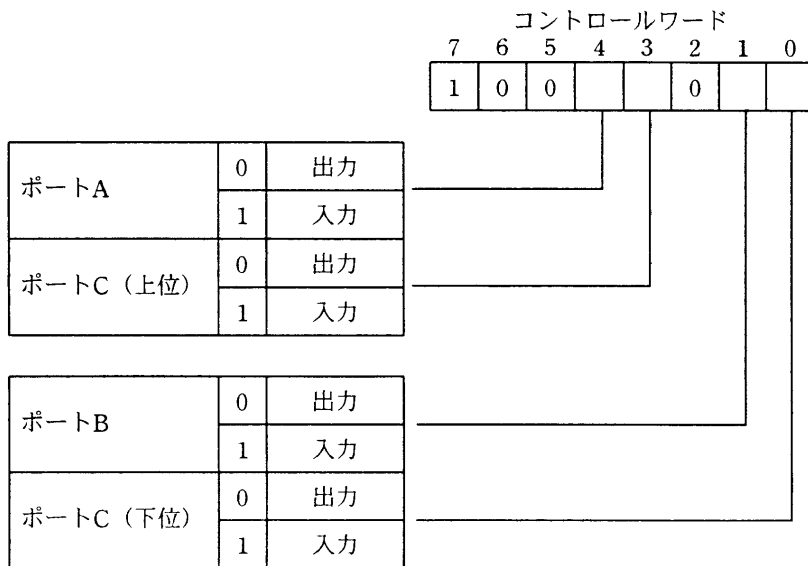 コントロールワード
7 6 5 4 3 2 1 0
1 0 0 0
ポートA
0 出力
1 入力
ポートC（上位）
0 出力
1 入力
ポートB
0 出力
1 入力
ポートC（下位）
0 出力
1 入力